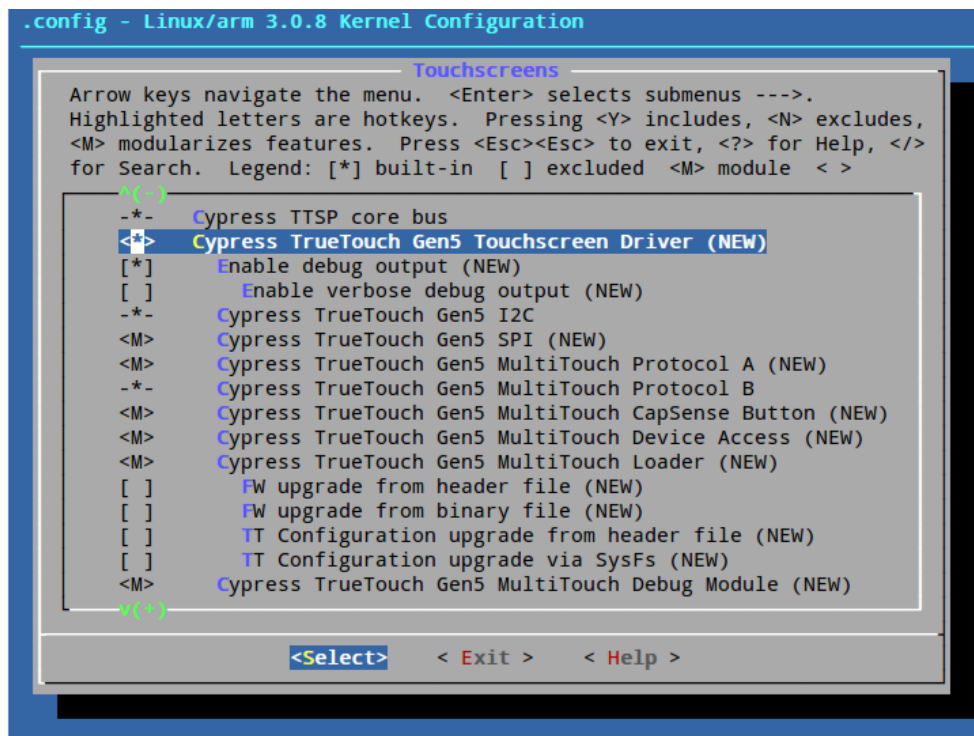 .config - Linux/arm 3.0.8 Kernel Configuration
Touchscreens
Arrow keys navigate the menu.  <Enter> selects submenus --->.
Highlighted letters are hotkeys.  Pressing <Y> includes, <N> excludes,
<M> modularizes features.  Press <Esc><Esc> to exit, <?> for Help, </>
for Search.  Legend: [*] built-in  [ ] excluded  <M> module  < >
^(-)
-*-   Cypress TTSP core bus
<*>   Cypress TrueTouch Gen5 Touchscreen Driver (NEW)
[*]     Enable debug output (NEW)
[ ]       Enable verbose debug output (NEW)
-*-     Cypress TrueTouch Gen5 I2C
<M>     Cypress TrueTouch Gen5 SPI (NEW)
<M>     Cypress TrueTouch Gen5 MultiTouch Protocol A (NEW)
-*-     Cypress TrueTouch Gen5 MultiTouch Protocol B
<M>     Cypress TrueTouch Gen5 MultiTouch CapSense Button (NEW)
<M>     Cypress TrueTouch Gen5 MultiTouch Device Access (NEW)
<M>     Cypress TrueTouch Gen5 MultiTouch Loader (NEW)
[ ]       FW upgrade from header file (NEW)
[ ]       FW upgrade from binary file (NEW)
[ ]       TT Configuration upgrade from header file (NEW)
[ ]       TT Configuration upgrade via SysFs (NEW)
<M>     Cypress TrueTouch Gen5 MultiTouch Debug Module (NEW)
v(+)
<Select>    < Exit >    < Help >